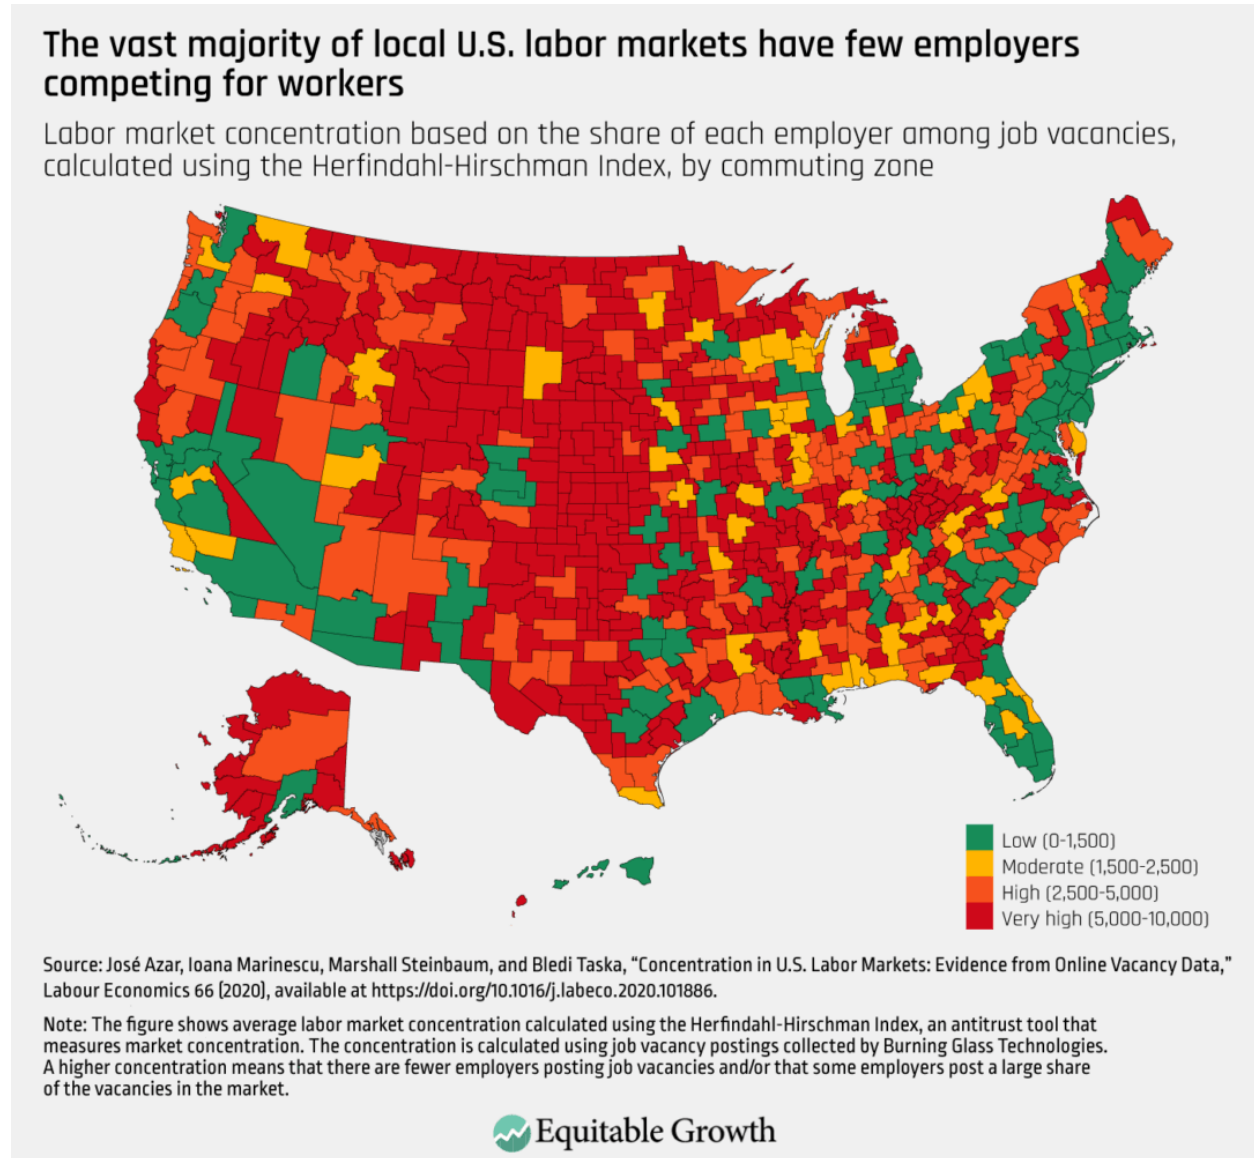 The vast majority of local U.S. labor markets have few employers
competing for workers
Labor market concentration based on the share of each employer among job vacancies,
calculated using the Herfindahl-Hirschman Index, by commuting zone
Low (0-1,500)
Moderate (1,500-2,500)
High (2,500-5,000)
Very high (5,000-10,000)
Source: José Azar, Ioana Marinescu, Marshall Steinbaum, and Bledi Taska, “Concentration in U.S. Labor Markets: Evidence from Online Vacancy Data,”
Labour Economics 66 (2020), available at https://doi.org/10.1016/j.labeco.2020.101886.
Note: The figure shows average labor market concentration calculated using the Herfindahl-Hirschman Index, an antitrust tool that
measures market concentration. The concentration is calculated using job vacancy postings collected by Burning Glass Technologies.
A higher concentration means that there are fewer employers posting job vacancies and/or that some employers post a large share
of the vacancies in the market.
Equitable Growth